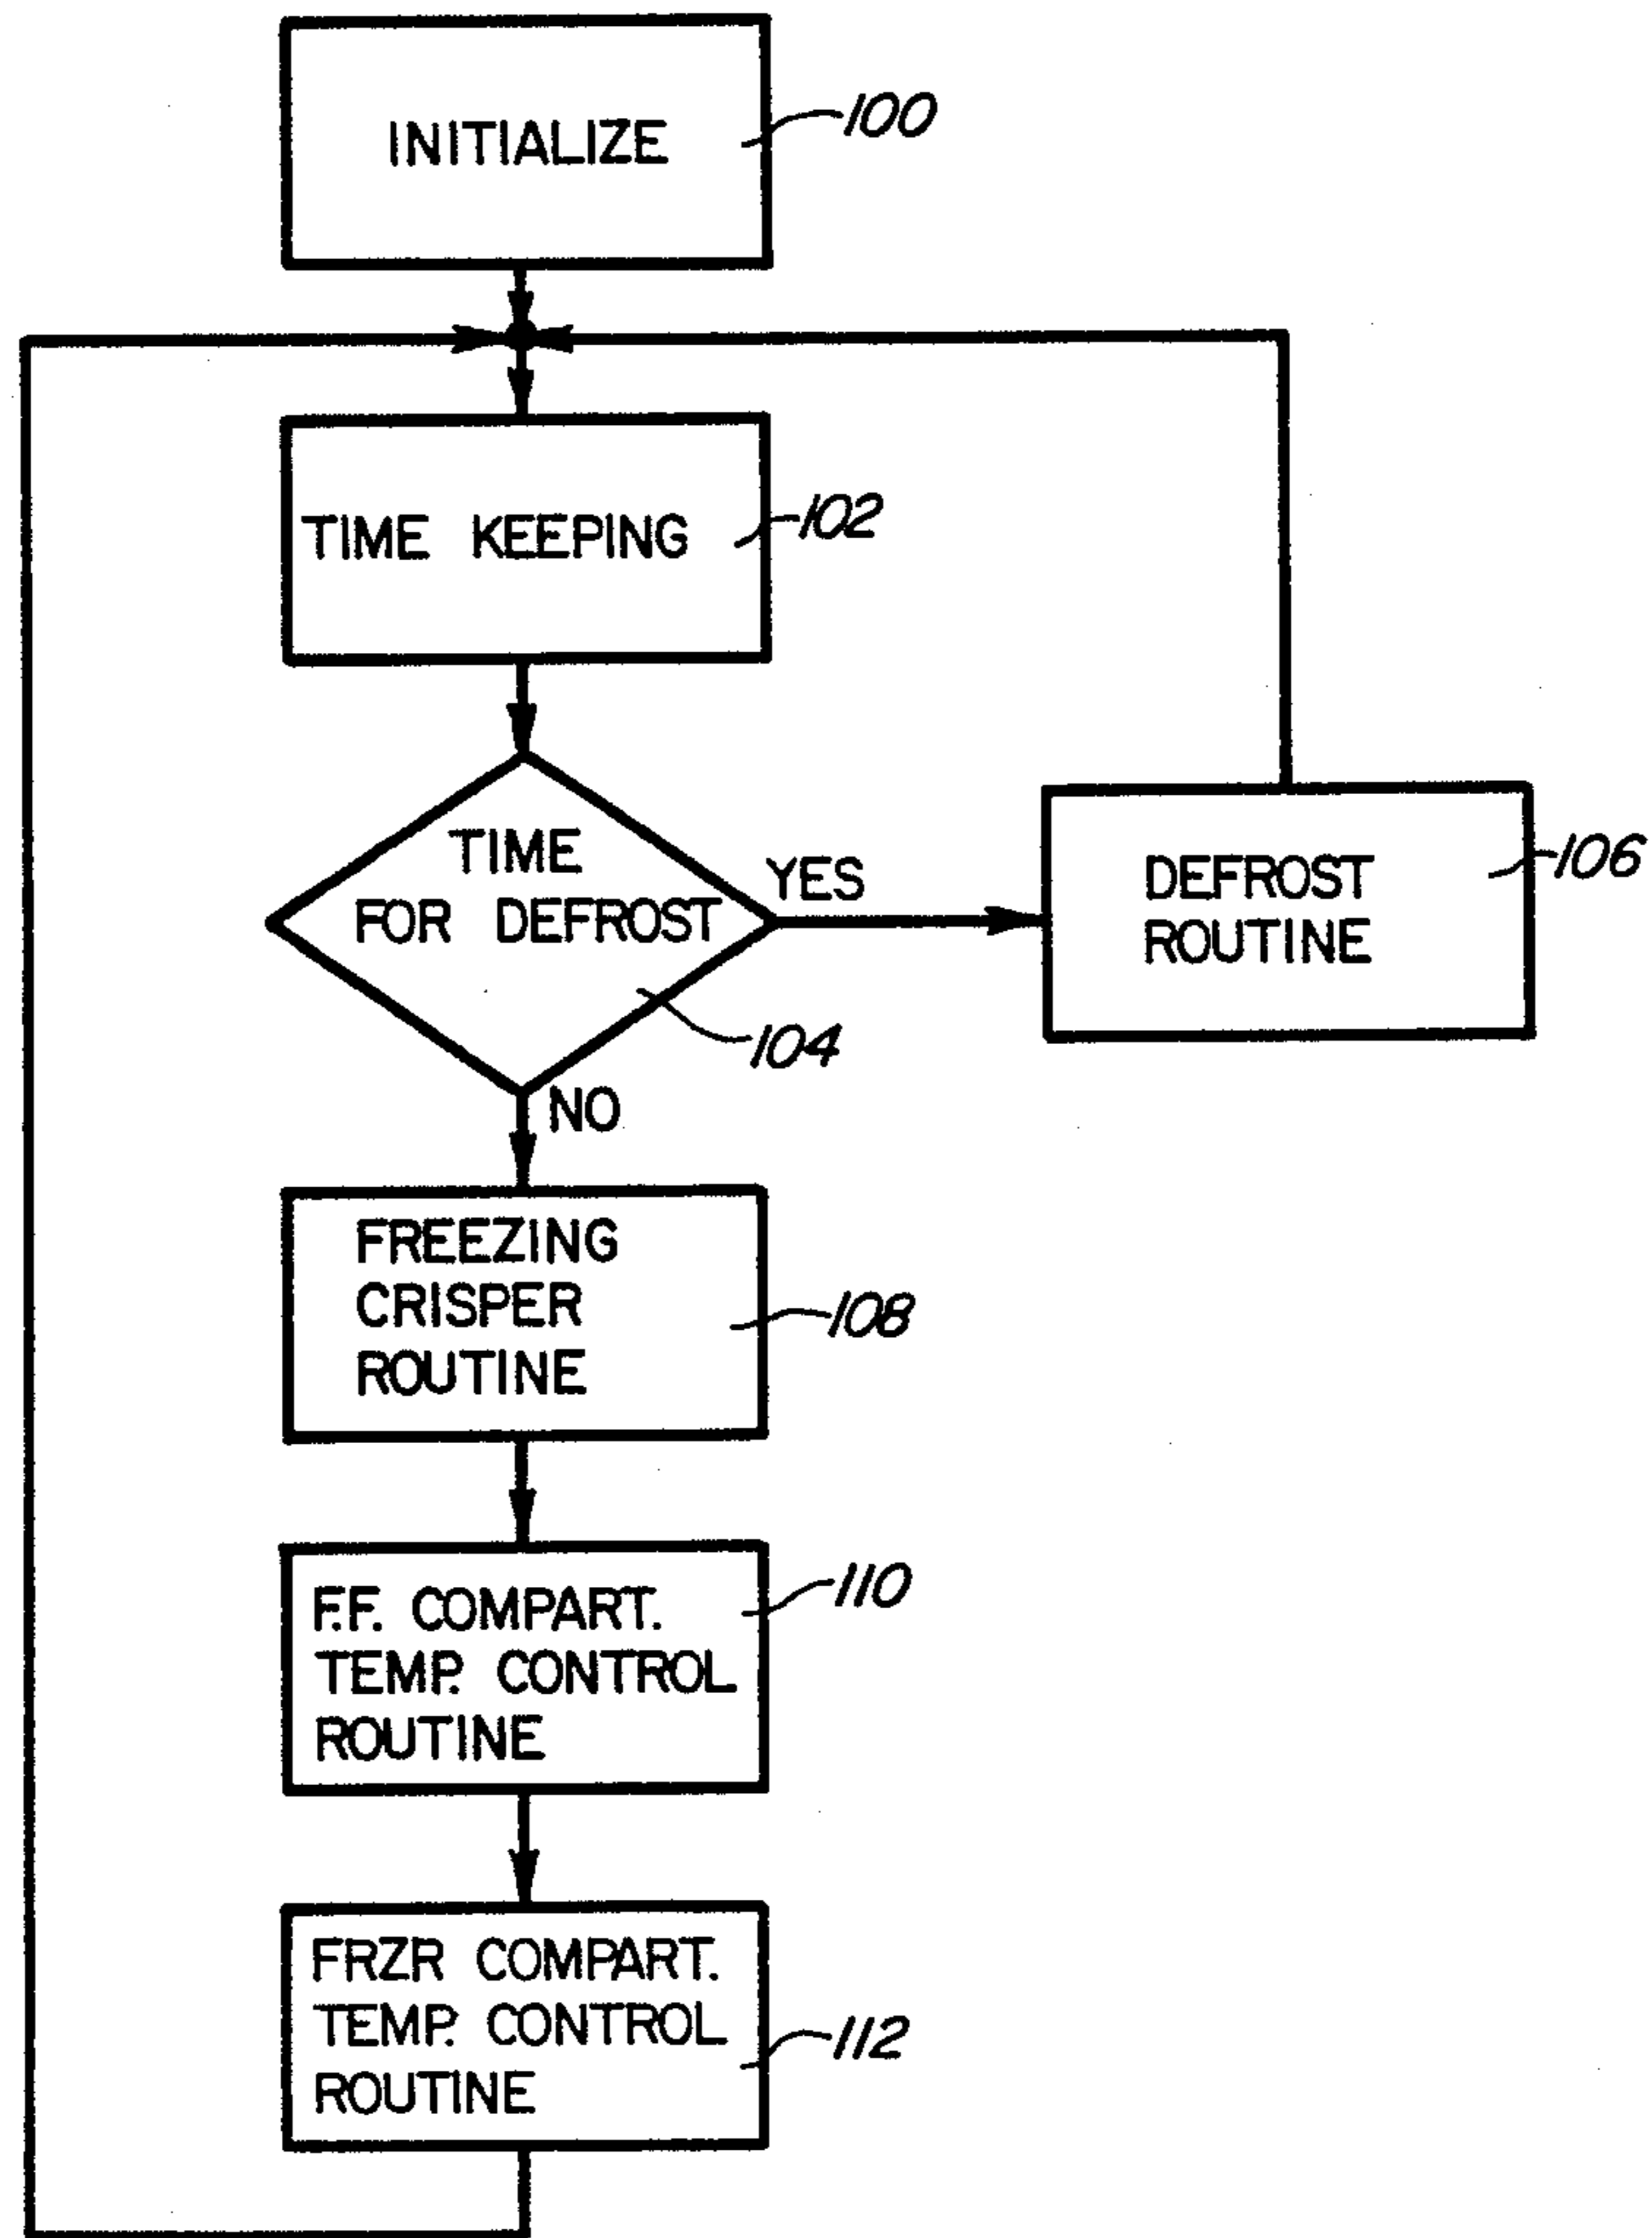 INITIALIZE
100
TIME KEEPING
102
TIME
FOR DEFROST
104
YES
DEFROST
ROUTINE
106
NO
FREEZING
CRISPER
ROUTINE
108
F.F. COMPART.
TEMP. CONTROL
ROUTINE
110
FRZR COMPART.
TEMP. CONTROL
ROUTINE
112